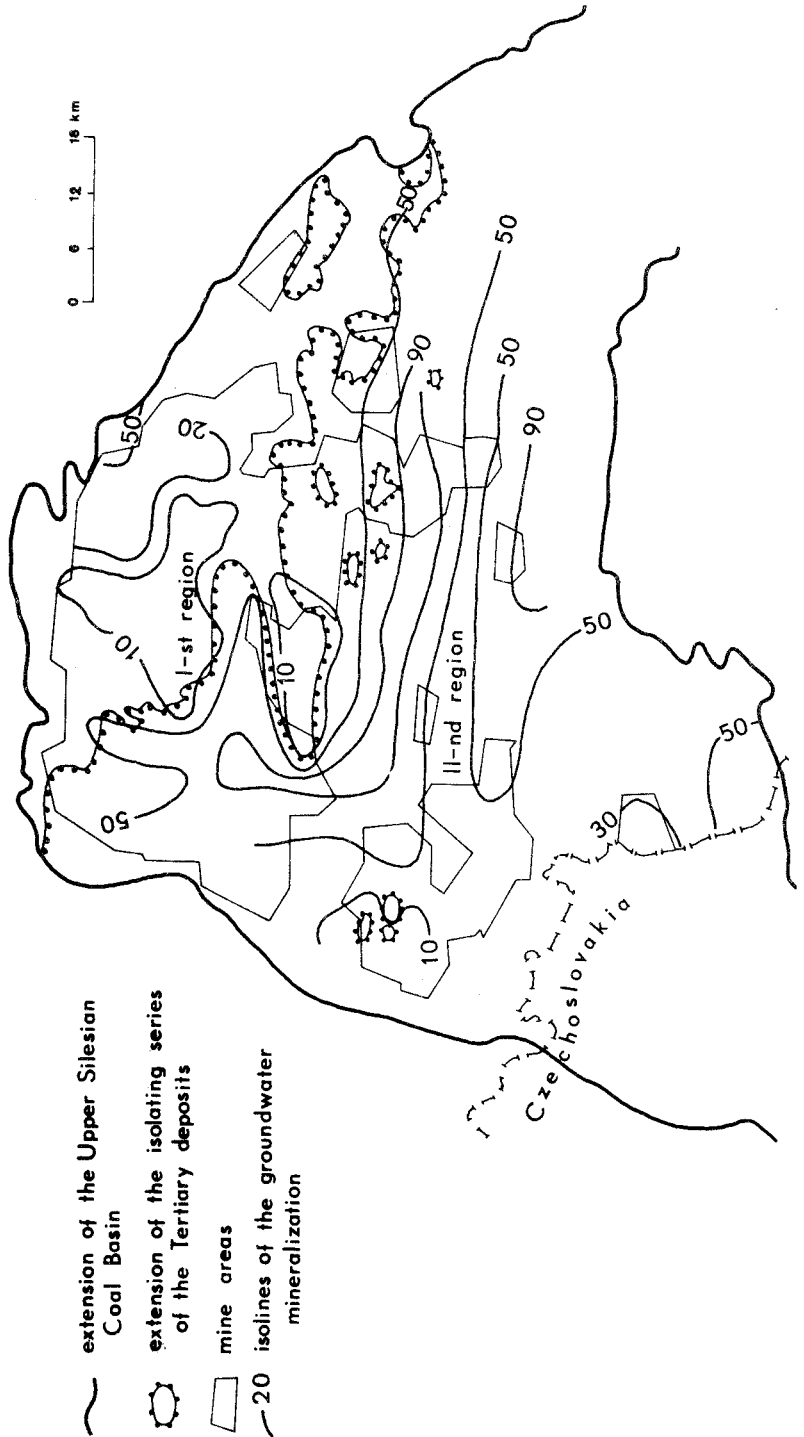 extension of the Upper Silesian
Coal Basin
extension of the isolating series
of the Tertiary deposits
mine areas
20 isolines of the groundwater
mineralization
0 6 12 18 km
50
20
I-st region
10
50
10
50
90
50
50
90
II-nd region
50
50
30
10
Czechoslovakia